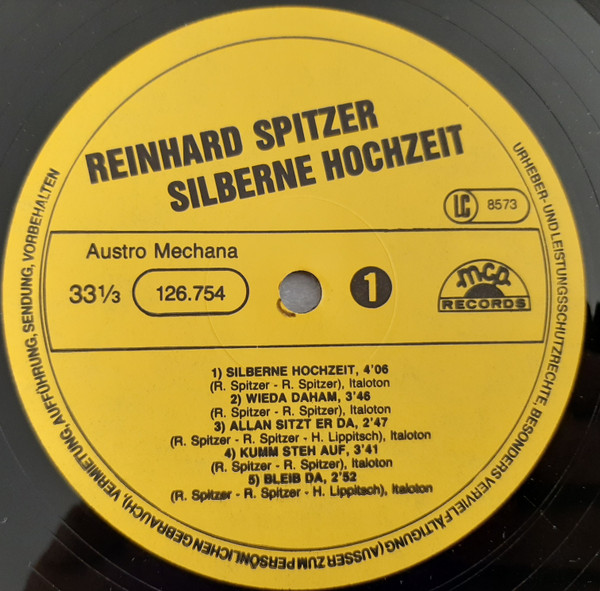 REINHARD SPITZER
SILBERNE HOCHZEIT
LC 8573
Austro Mechana
33⅓ 126.754 1
mcp
RECORDS
1) SILBERNE HOCHZEIT, 4'06
(R. Spitzer - R. Spitzer), Italoton
2) WIEDA DAHAM, 3'46
(R. Spitzer - R. Spitzer), Italoton
3) ALLAN SITZT ER DA, 2'47
(R. Spitzer - R. Spitzer - H. Lippitsch), Italoton
4) KUMM STEH AUF, 3'41
(R. Spitzer - R. Spitzer), Italoton
5) BLEIB DA, 2'52
(R. Spitzer - R. Spitzer - H. Lippitsch), Italoton
URHEBER- UND LEISTUNGSSCHUTZRECHTE, BESONDERS VERVIELFÄLTIGUNG (AUSSER ZUM PERSÖNLICHEN GEBRAUCH), VERMIETUNG, AUFFÜHRUNG, SENDUNG, VORBEHALTEN